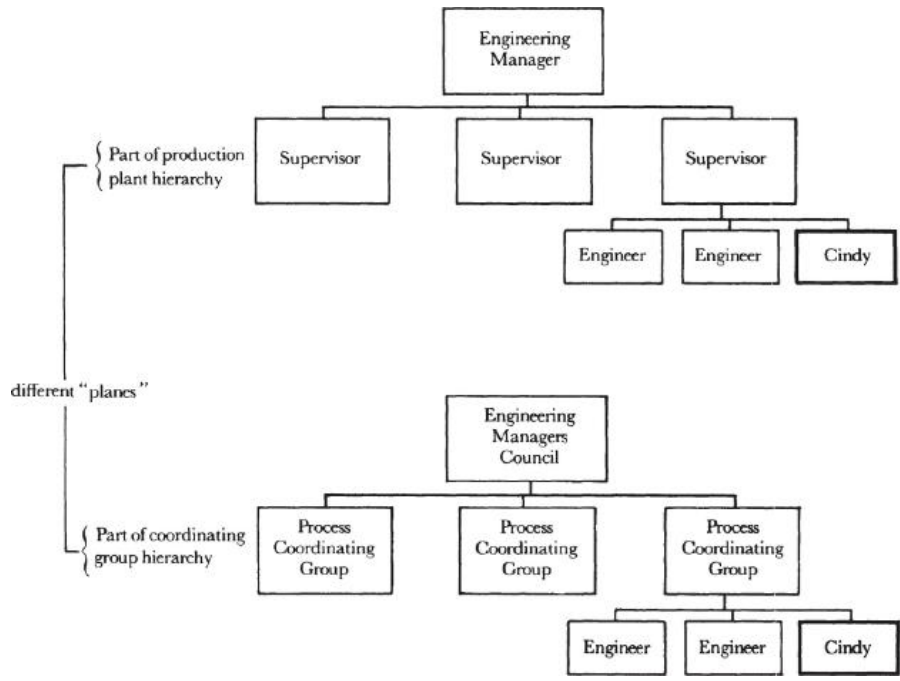 Engineering
Manager
Part of production
plant hierarchy
Supervisor
Supervisor
Supervisor
Engineer
Engineer
Cindy
different "planes"
Engineering
Managers
Council
Part of coordinating
group hierarchy
Process
Coordinating
Group
Process
Coordinating
Group
Process
Coordinating
Group
Engineer
Engineer
Cindy